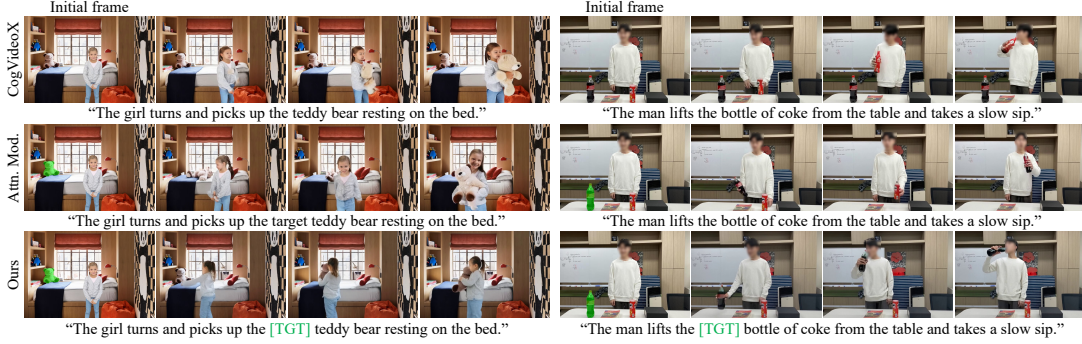 Initial frame
Initial frame
CogVideoX
“The girl turns and picks up the teddy bear resting on the bed.”
“The man lifts the bottle of coke from the table and takes a slow sip.”
Attn. Mod.
“The girl turns and picks up the target teddy bear resting on the bed.”
“The man lifts the bottle of coke from the table and takes a slow sip.”
Ours
“The girl turns and picks up the [TGT] teddy bear resting on the bed.”
“The man lifts the [TGT] bottle of coke from the table and takes a slow sip.”